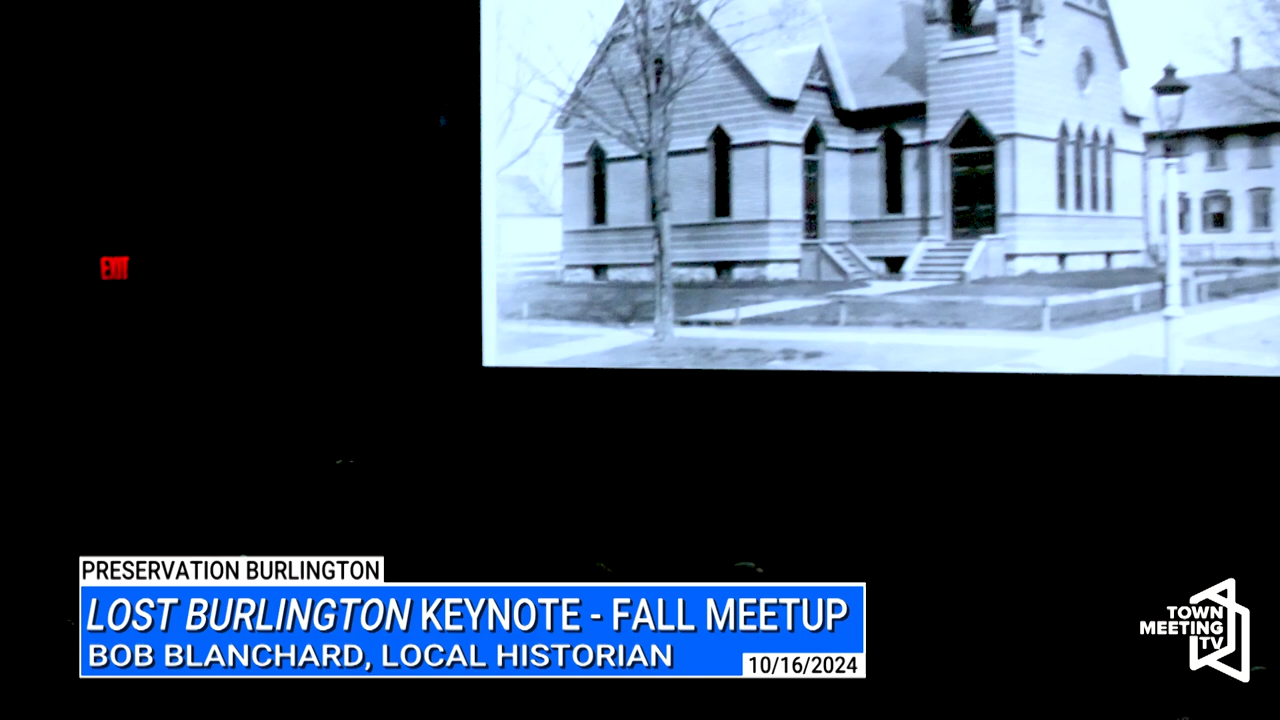 EXIT
PRESERVATION BURLINGTON
LOST BURLINGTON KEYNOTE - FALL MEETUP
BOB BLANCHARD, LOCAL HISTORIAN
10/16/2024
TOWN
MEETING
TV